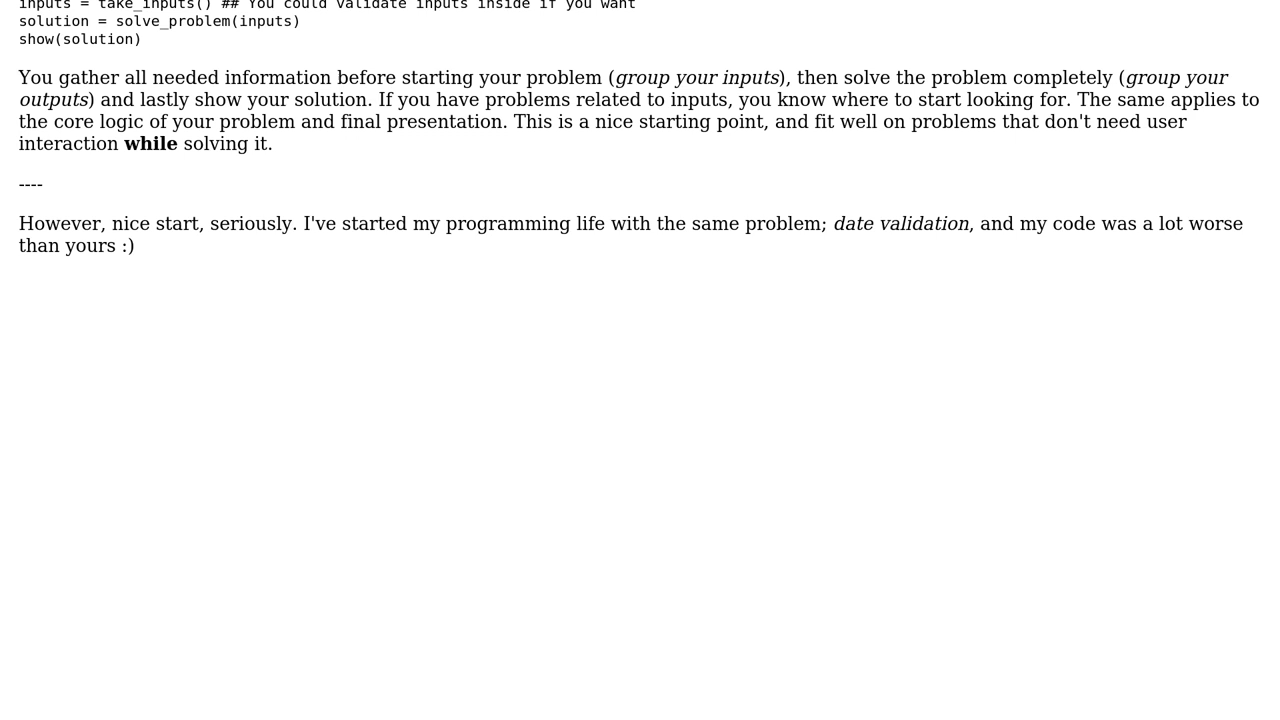 inputs = take_inputs() ## You could validate inputs inside if you want
solution = solve_problem(inputs)
show(solution)
You gather all needed information before starting your problem (group your inputs), then solve the problem completely (group your
outputs) and lastly show your solution. If you have problems related to inputs, you know where to start looking for. The same applies to
the core logic of your problem and final presentation. This is a nice starting point, and fit well on problems that don't need user
interaction while solving it.
----
However, nice start, seriously. I've started my programming life with the same problem; date validation, and my code was a lot worse
than yours :)